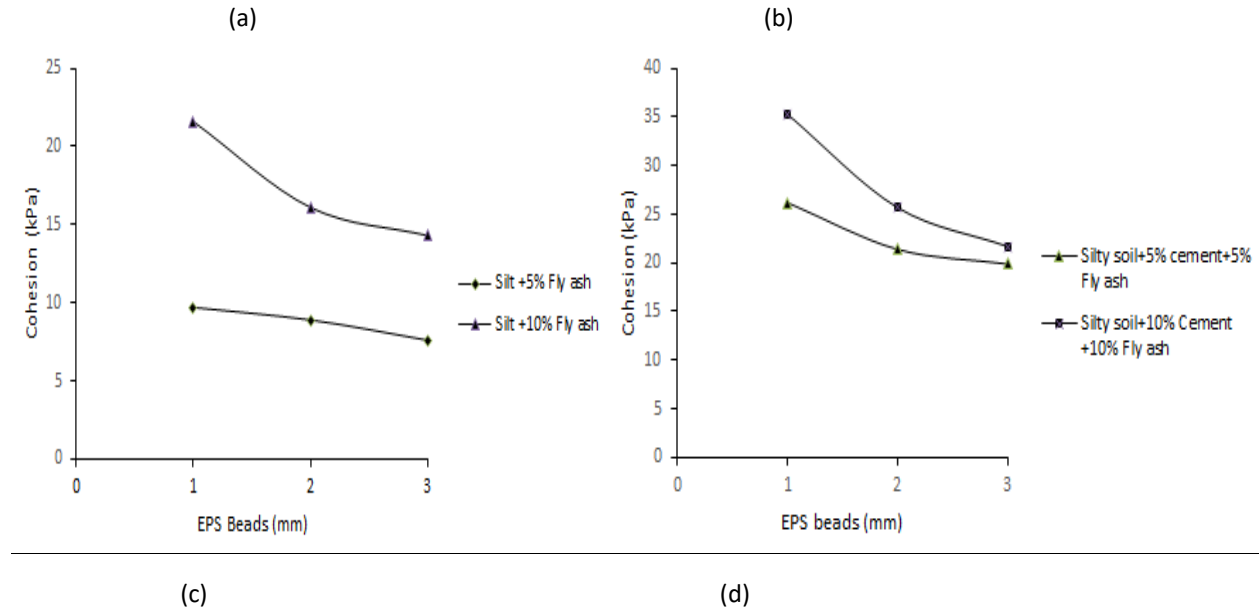 (a)
(b)
25
20
15
10
5
0
Cohesion (kPa)
0 1 2 3
EPS Beads (mm)
Silt +5% Fly ash
Silt +10% Fly ash
40
35
30
25
20
15
10
5
0
Cohesion (kPa)
0 1 2 3
EPS beads (mm)
Silty soil+5% cement+5%
Fly ash
Silty soil+10% Cement
+10% Fly ash
(c)
(d)